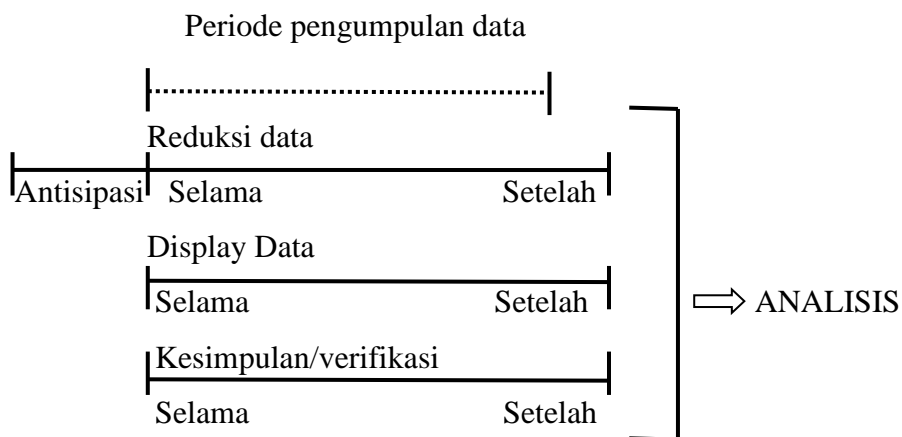 Periode pengumpulan data
Reduksi data
Antisipasi Selama Setelah
Display Data
Selama Setelah
ANALISIS
Kesimpulan/verifikasi
Selama Setelah